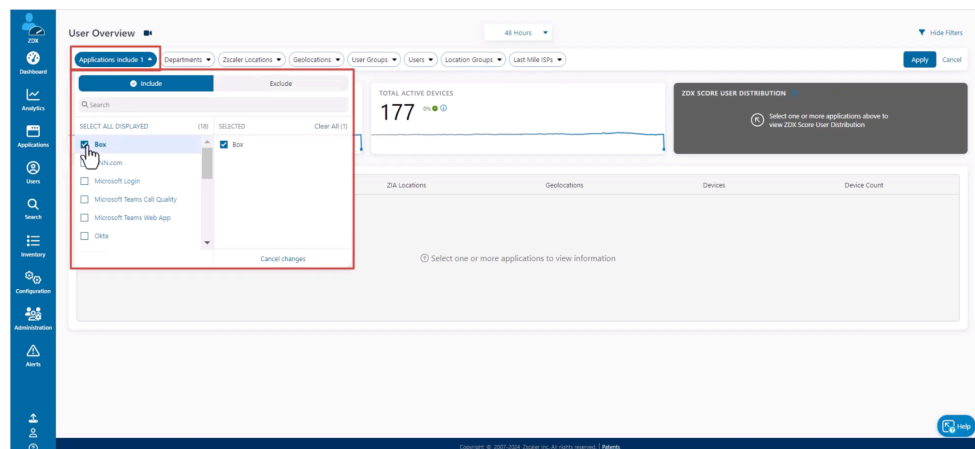 ZDX
User Overview
48 Hours
Hide Filters
Applications Include 1
Departments
Zscaler Locations
Geolocations
User Groups
Users
Location Groups
Last Mile ISPs
Apply
Cancel
Dashboard
Analytics
Applications
Users
Search
Inventory
Configuration
Administration
Alerts
Include
Exclude
Search
SELECT ALL DISPLAYED (18)
SELECTED
Clear All (1)
Box
Box
NN.com
Microsoft Login
Microsoft Teams Call Quality
Microsoft Teams Web App
Okta
Cancel changes
TOTAL ACTIVE DEVICES
177 0%
ZDX SCORE USER DISTRIBUTION
Select one or more applications above to
view ZDX Score User Distribution
ZIA Locations
Geolocations
Devices
Device Count
Select one or more applications to view information
Help
Copyright © 2007-2024 Zscaler Inc. All rights reserved. | Patents